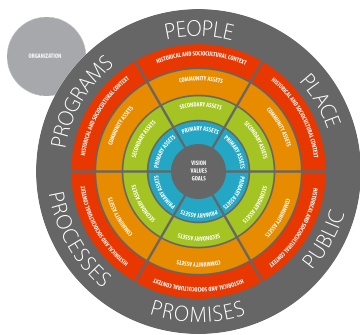 ORGANIZATION
PEOPLE
PLACE
PUBLIC
PROMISES
PROCESSES
PROGRAMS
HISTORICAL AND SOCIOCULTURAL CONTEXT
HISTORICAL AND SOCIOCULTURAL CONTEXT
HISTORICAL AND SOCIOCULTURAL CONTEXT
HISTORICAL AND SOCIOCULTURAL CONTEXT
HISTORICAL AND SOCIOCULTURAL CONTEXT
HISTORICAL AND SOCIOCULTURAL CONTEXT
COMMUNITY ASSETS
COMMUNITY ASSETS
COMMUNITY ASSETS
COMMUNITY ASSETS
COMMUNITY ASSETS
COMMUNITY ASSETS
SECONDARY ASSETS
SECONDARY ASSETS
SECONDARY ASSETS
SECONDARY ASSETS
SECONDARY ASSETS
SECONDARY ASSETS
PRIMARY ASSETS
PRIMARY ASSETS
PRIMARY ASSETS
PRIMARY ASSETS
PRIMARY ASSETS
PRIMARY ASSETS
VISION
VALUES
GOALS